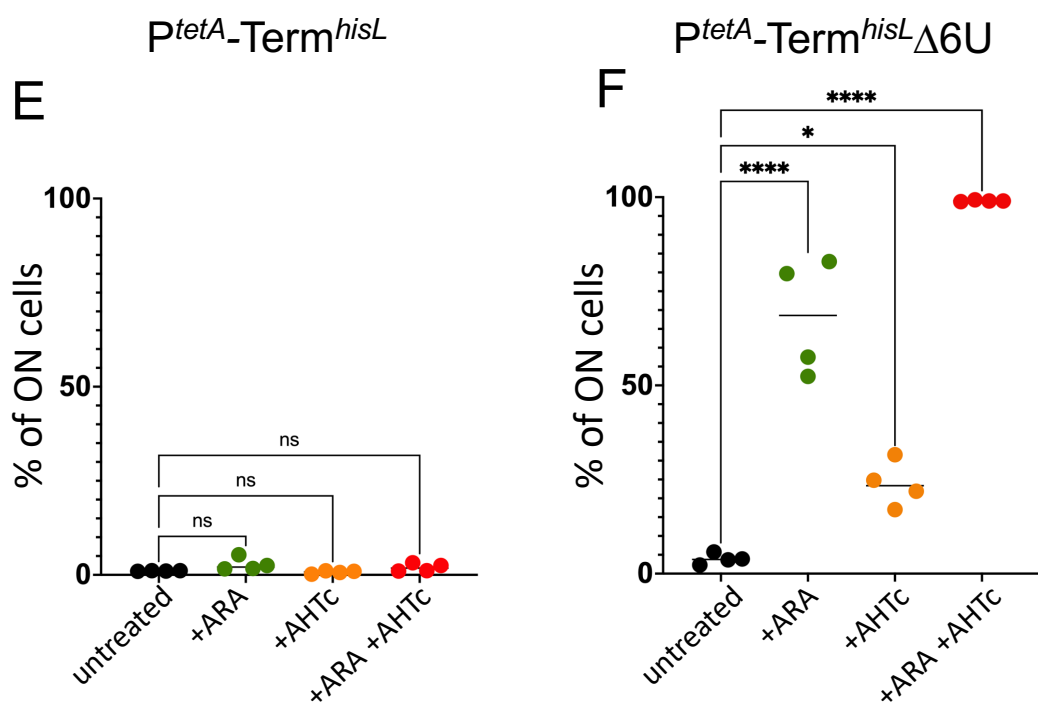 PtetA-TermhisL
E
% of ON cells
100
50
0
ns
ns
ns
untreated
+ARA
+AHTc
+ARA +AHTc
PtetA-TermhisLΔ6U
F
% of ON cells
100
50
0
****
*
****
untreated
+ARA
+AHTc
+ARA +AHTc